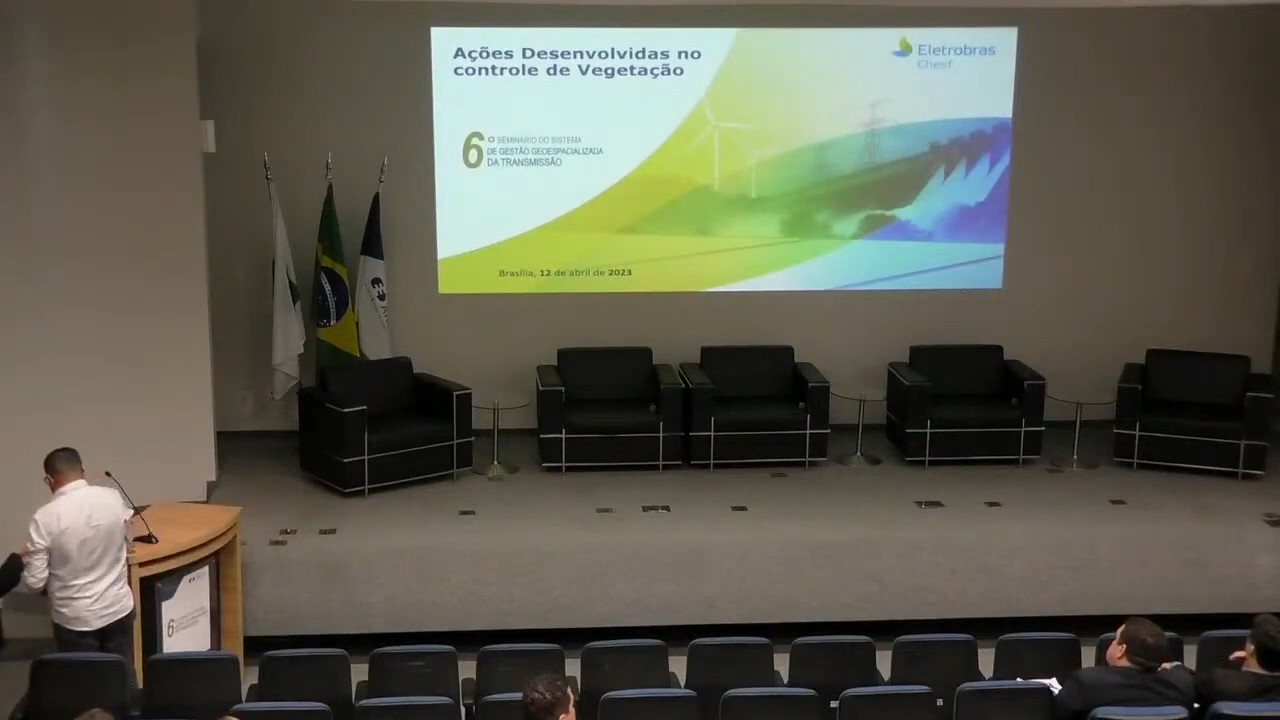 Ações Desenvolvidas no
controle de Vegetação
Eletrobras
Chesf
6º SEMINÁRIO DO SISTEMA
DE GESTÃO GEOESPACIALIZADA
DA TRANSMISSÃO
Brasília, 12 de abril de 2023
6